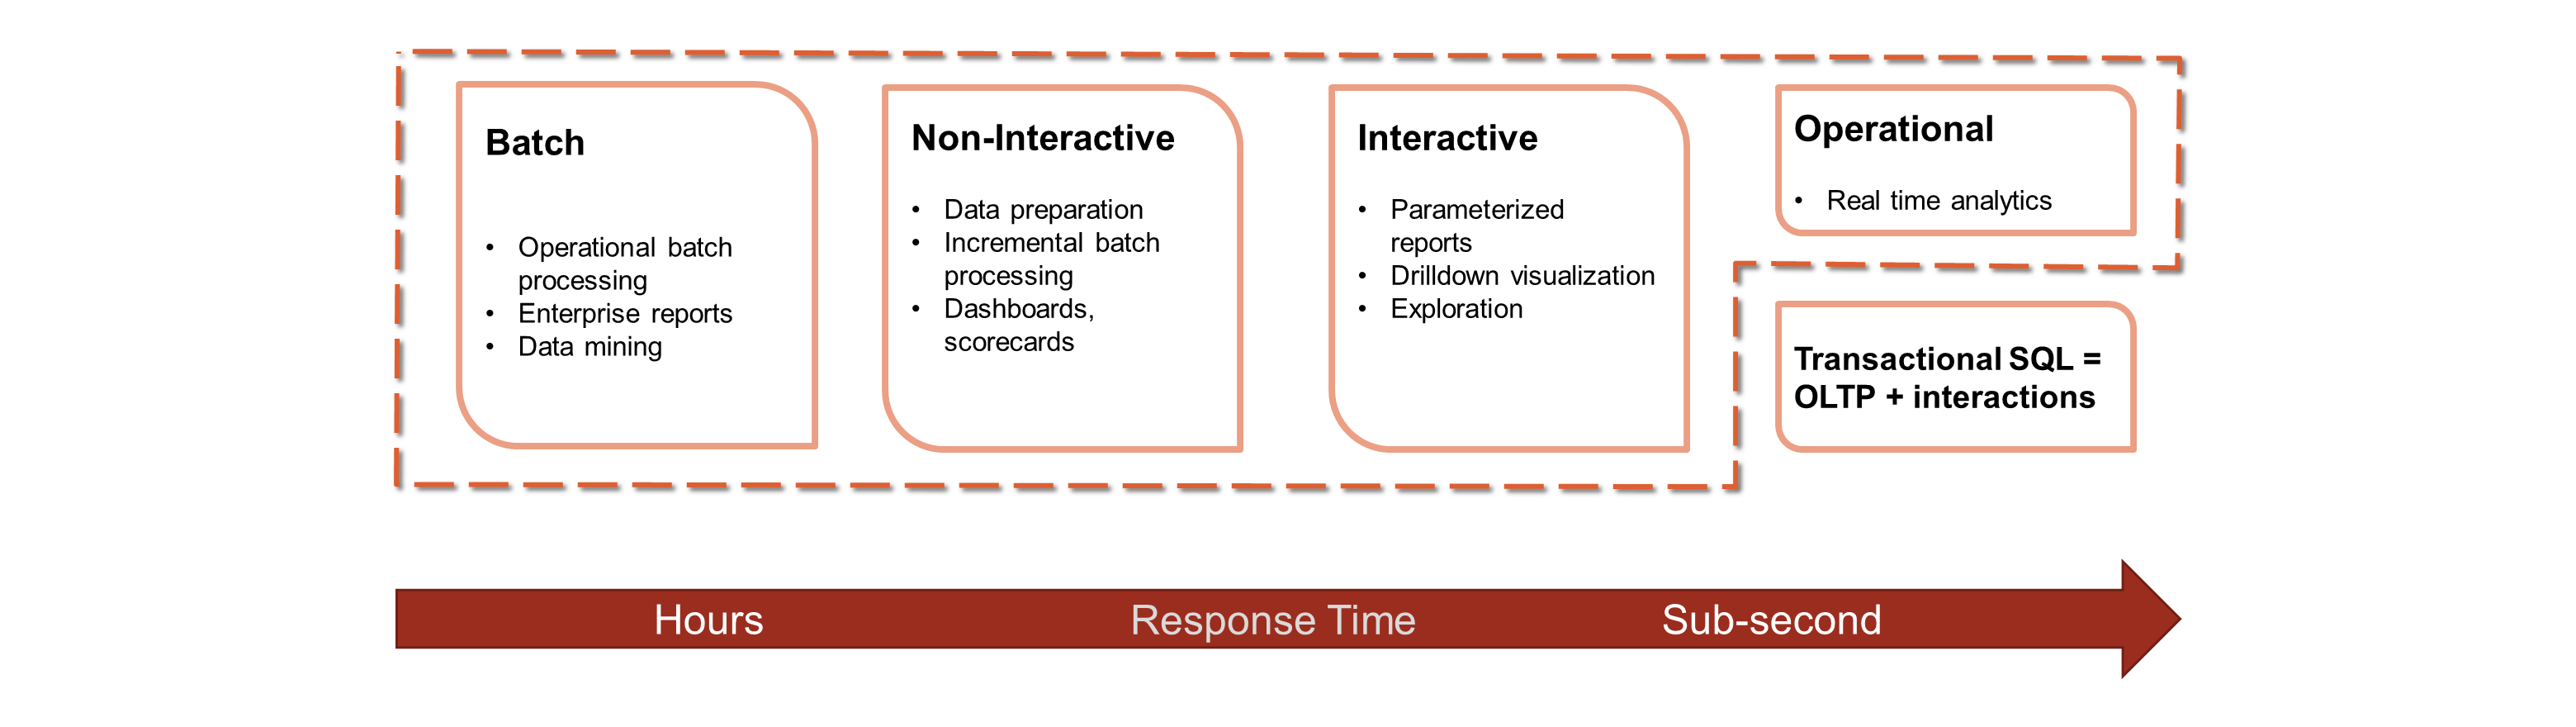 Batch
• Operational batch
processing
• Enterprise reports
• Data mining
Non-Interactive
• Data preparation
• Incremental batch
processing
• Dashboards,
scorecards
Interactive
• Parameterized
reports
• Drilldown visualization
• Exploration
Operational
• Real time analytics
Transactional SQL =
OLTP + interactions
Hours
Response Time
Sub-second